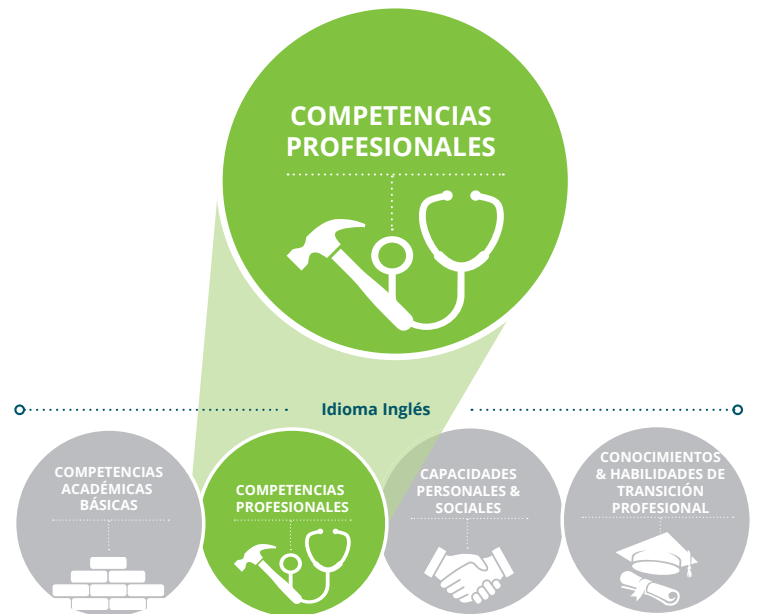 COMPETENCIAS
PROFESIONALES
Idioma Inglés
COMPETENCIAS
ACADÉMICAS
BÁSICAS
COMPETENCIAS
PROFESIONALES
CAPACIDADES
PERSONALES &
SOCIALES
CONOCIMIENTOS
& HABILIDADES DE
TRANSICIÓN
PROFESIONAL